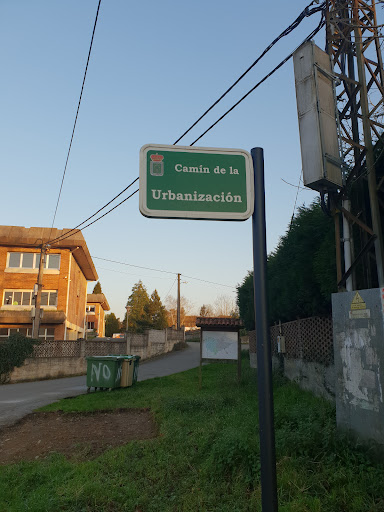 Camín de la
Urbanización
NO